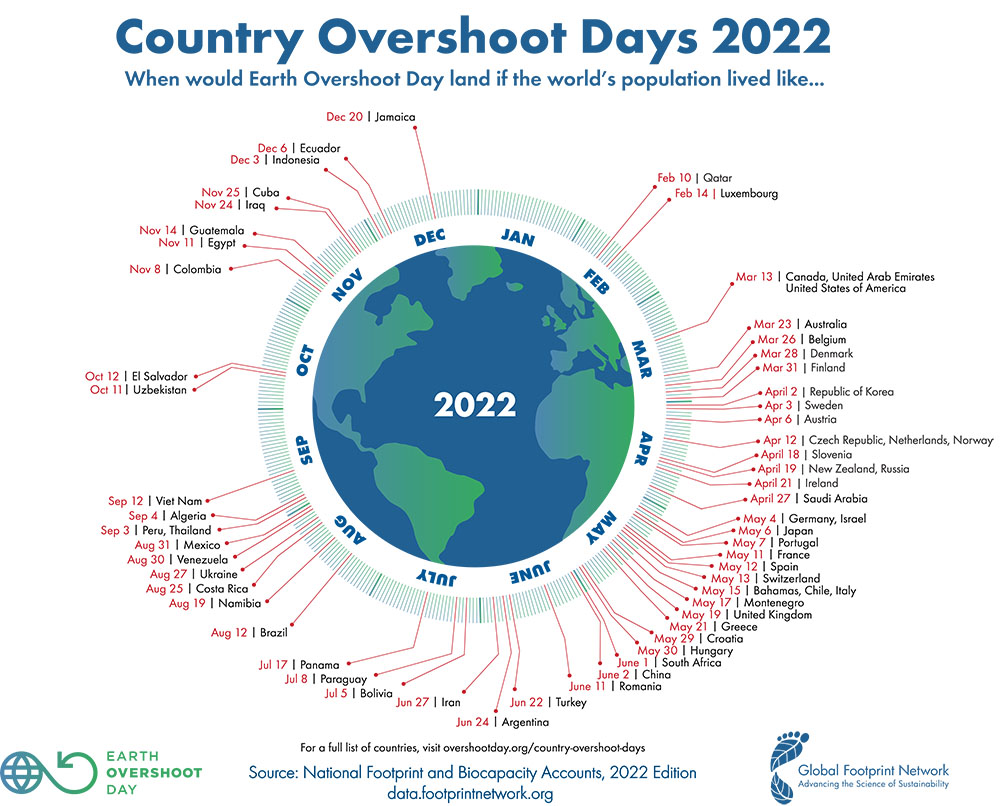 Country Overshoot Days 2022
When would Earth Overshoot Day land if the world's population lived like...
Dec 20 | Jamaica
Dec 6 | Ecuador
Dec 3 | Indonesia
Nov 25 | Cuba
Nov 24 | Iraq
Nov 14 | Guatemala
Nov 11 | Egypt
Nov 8 | Colombia
Oct 12 | El Salvador
Oct 11 | Uzbekistan
Sep 12 | Viet Nam
Sep 4 | Algeria
Sep 3 | Peru, Thailand
Aug 31 | Mexico
Aug 30 | Venezuela
Aug 27 | Ukraine
Aug 25 | Costa Rica
Aug 19 | Namibia
Aug 12 | Brazil
Jul 17 | Panama
Jul 8 | Paraguay
Jul 5 | Bolivia
Jun 27 | Iran
Jun 24 | Argentina
Jun 22 | Turkey
Feb 10 | Qatar
Feb 14 | Luxembourg
Mar 13 | Canada, United Arab Emirates
United States of America
Mar 23 | Australia
Mar 26 | Belgium
Mar 28 | Denmark
Mar 31 | Finland
April 2 | Republic of Korea
Apr 3 | Sweden
Apr 6 | Austria
Apr 12 | Czech Republic, Netherlands, Norway
April 18 | Slovenia
April 19 | New Zealand, Russia
April 21 | Ireland
April 27 | Saudi Arabia
May 4 | Germany, Israel
May 6 | Japan
May 7 | Portugal
May 11 | France
May 12 | Spain
May 13 | Switzerland
May 15 | Bahamas, Chile, Italy
May 17 | Montenegro
May 19 | United Kingdom
May 21 | Greece
May 29 | Croatia
May 30 | Hungary
June 1 | South Africa
June 2 | China
June 11 | Romania
JAN
FEB
MAR
APR
MAY
JUNE
JULY
AUG
SEP
OCT
NOV
DEC
2022
For a full list of countries, visit overshootday.org/country-overshoot-days
Source: National Footprint and Biocapacity Accounts, 2022 Edition
data.footprintnetwork.org
EARTH
OVERSHOOT
DAY
Global Footprint Network
Advancing the Science of Sustainability